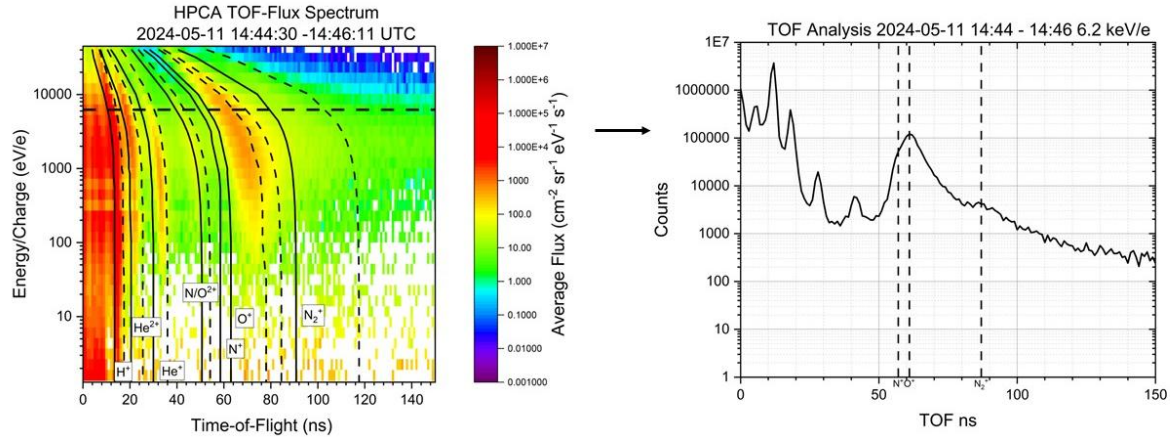 HPCA TOF-Flux Spectrum
2024-05-11 14:44:30 -14:46:11 UTC
Energy/Charge (eV/e)
10000
1000
100
10
H⁺
He²⁺
He⁺
N/O²⁺
N⁺
O⁺
N₂⁺
0 20 40 60 80 100 120 140
Time-of-Flight (ns)
1.000E+7
1.000E+6
1.000E+5
10000
1000
100.0
10.00
1.000
0.1000
0.01000
0.001000
Average Flux (cm⁻² sr⁻¹ eV⁻¹ s⁻¹)
TOF Analysis 2024-05-11 14:44 - 14:46 6.2 keV/e
Counts
1E7
1000000
100000
10000
1000
100
10
1
0 50 100 150
N⁺ O⁺ N₂⁺
TOF ns